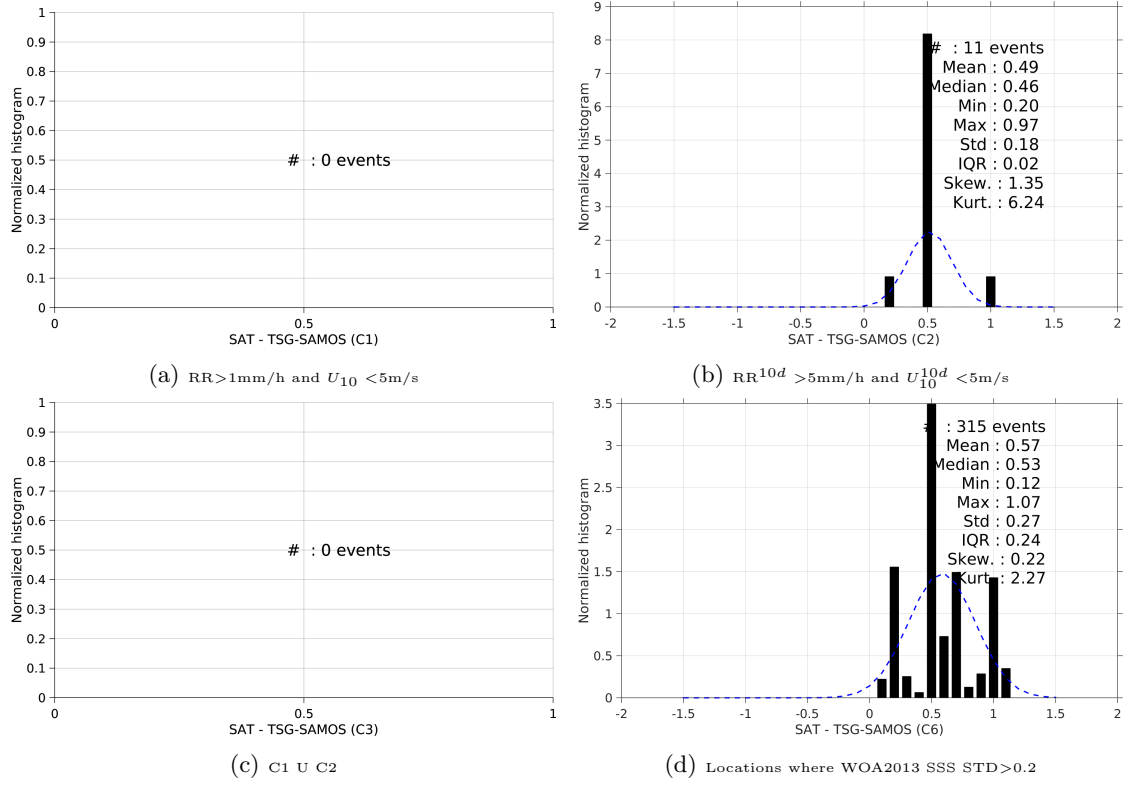 1
0.9
0.8
0.7
0.6
0.5
0.4
0.3
0.2
0.1
0
Normalized histogram
# : 0 events
0 0.5 1
SAT - TSG-SAMOS (C1)
(a) RR>1mm/h and U10 <5m/s
9
8
7
6
5
4
3
2
1
0
Normalized histogram
# : 11 events
Mean : 0.49
Median : 0.46
Min : 0.20
Max : 0.97
Std : 0.18
IQR : 0.02
Skew. : 1.35
Kurt. : 6.24
-2 -1.5 -1 -0.5 0 0.5 1 1.5 2
SAT - TSG-SAMOS (C2)
(b) RR^10d >5mm/h and U_10^10d <5m/s
1
0.9
0.8
0.7
0.6
0.5
0.4
0.3
0.2
0.1
0
Normalized histogram
# : 0 events
0 0.5 1
SAT - TSG-SAMOS (C3)
(c) C1 U C2
3.5
3
2.5
2
1.5
1
0.5
0
Normalized histogram
# : 315 events
Mean : 0.57
Median : 0.53
Min : 0.12
Max : 1.07
Std : 0.27
IQR : 0.24
Skew. : 0.22
Kurt. : 2.27
-2 -1.5 -1 -0.5 0 0.5 1 1.5 2
SAT - TSG-SAMOS (C6)
(d) Locations where WOA2013 SSS STD>0.2